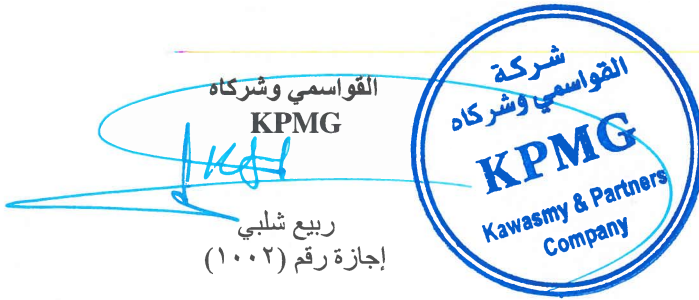 القواسمي وشركاه
KPMG
ربيع شلبي
إجازة رقم (١٠٠٢)
شركة
القواسمي وشركاه
KPMG
Kawasmy & Partners
Company